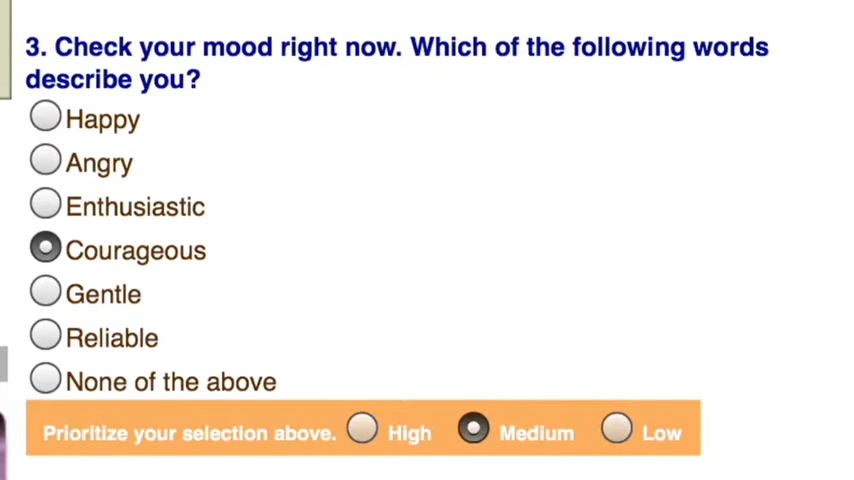 3. Check your mood right now. Which of the following words
describe you?
Happy
Angry
Enthusiastic
Courageous
Gentle
Reliable
None of the above
Prioritize your selection above. High Medium Low